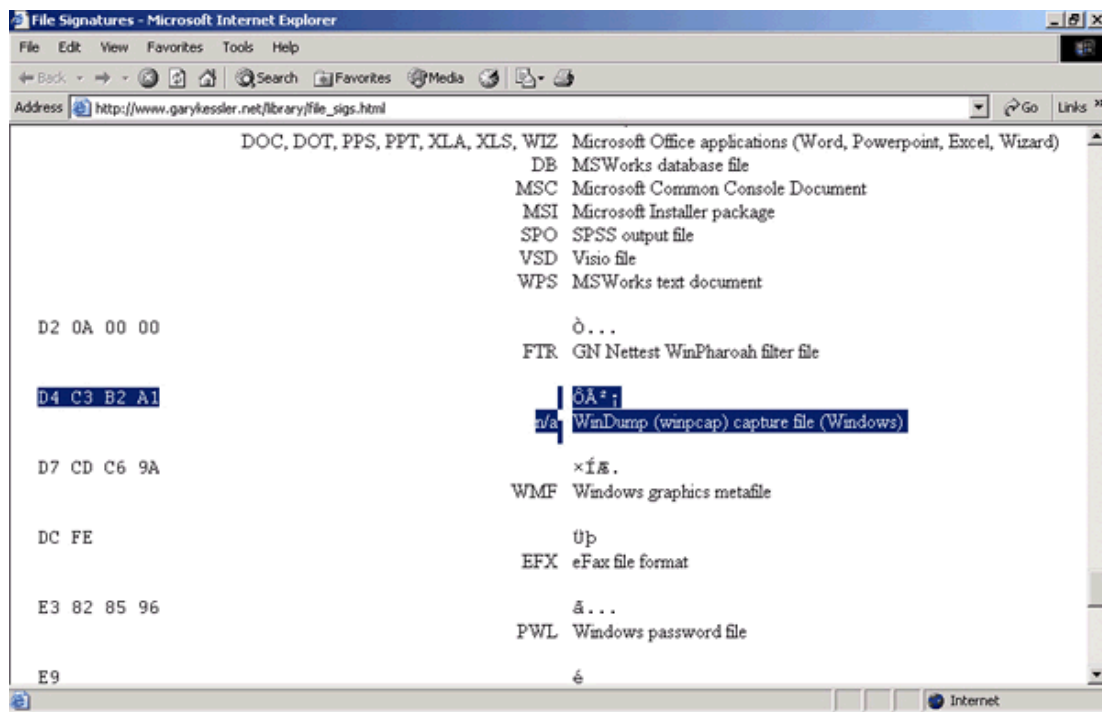 File Signatures - Microsoft Internet Explorer
File Edit View Favorites Tools Help
Back Search Favorites Media
Address http://www.garykessler.net/library/file_sigs.html Go Links »
DOC, DOT, PPS, PPT, XLA, XLS, WIZ Microsoft Office applications (Word, Powerpoint, Excel, Wizard)
DB MSWorks database file
MSC Microsoft Common Console Document
MSI Microsoft Installer package
SPO SPSS output file
VSD Visio file
WPS MSWorks text document
D2 0A 00 00 Ò...
FTR GN Nettest WinPharoah filter file
D4 C3 B2 A1 ÔÃ²¡
n/a WinDump (winpcap) capture file (Windows)
D7 CD C6 9A ×ÍÆ.
WMF Windows graphics metafile
DC FE Üþ
EFX eFax file format
E3 82 85 96 ã...
PWL Windows password file
E9 é
Internet